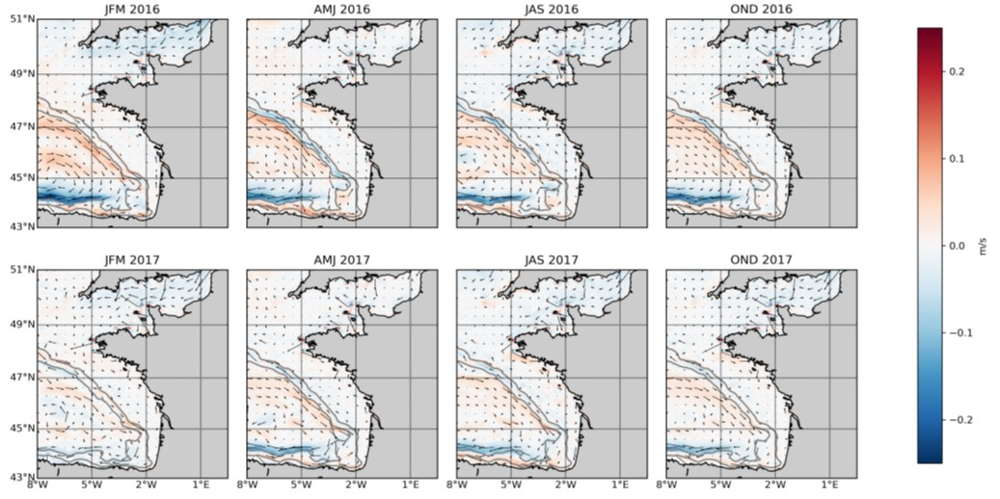 JFM 2016 AMJ 2016 JAS 2016 OND 2016
51°N
49°N
47°N
45°N
43°N
JFM 2017 AMJ 2017 JAS 2017 OND 2017
51°N
49°N
47°N
45°N
43°N
8°W 5°W 2°W 1°E 8°W 5°W 2°W 1°E 8°W 5°W 2°W 1°E 8°W 5°W 2°W 1°E
0.2
0.1
0.0
−0.1
−0.2
m/s